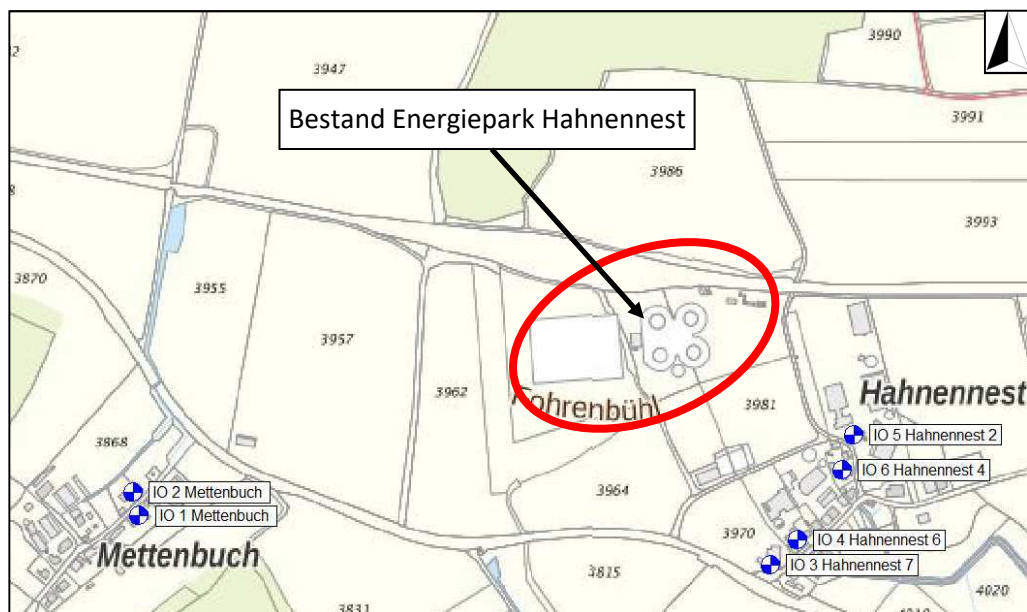 3990
3947
3991
Bestand Energiepark Hahnennest
3986
3993
3870
3955
3957
3962
Fohrenbühl
3981
Hahnennest
IO 5 Hahnennest 2
3868
IO 6 Hahnennest 4
IO 2 Mettenbuch
3964
IO 1 Mettenbuch
3970
IO 4 Hahnennest 6
Mettenbuch
IO 3 Hahnennest 7
3815
4020
3831